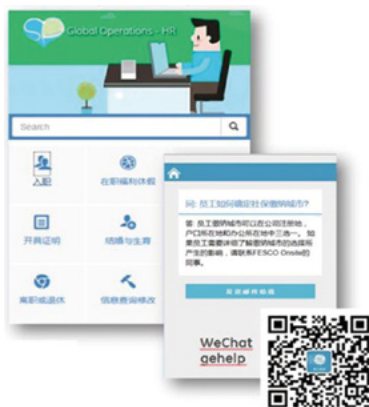 Global Operations - HR
Search
入职
在职福利休假
开具证明
结婚与生育
离职或退休
信息查询修改
问: 员工如何确定社保缴纳城市?
答: 员工缴纳城市可以在公司注册地，
户口所在地和办公所在地中三选一。 如
果员工需要详细了解缴纳城市的选择所
产生的影响，请联系FESCO Onsite的
同事。
WeChat
gehelp